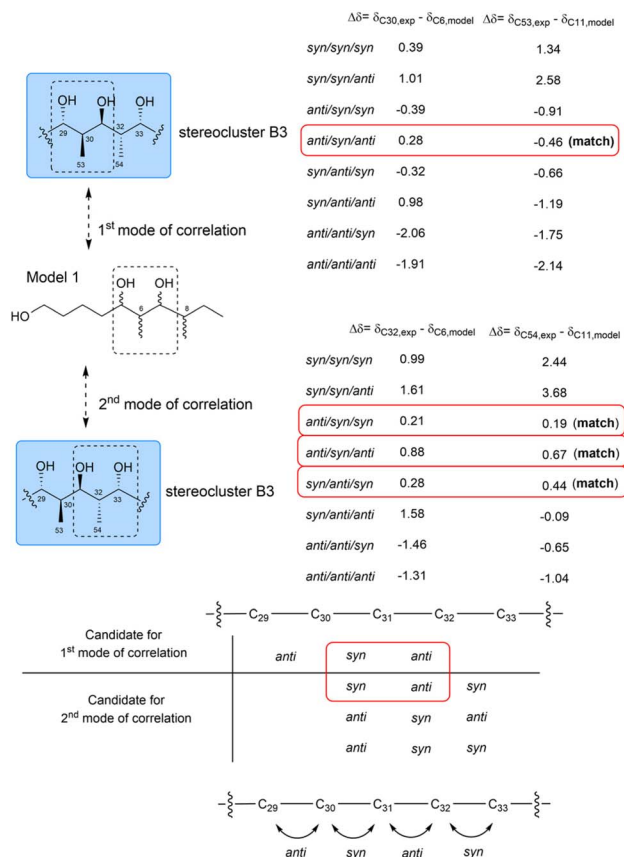 Δδ= δC30,exp - δC6,model Δδ= δC53,exp - δC11,model
syn/syn/syn 0.39 1.34
syn/syn/anti 1.01 2.58
anti/syn/syn -0.39 -0.91
anti/syn/anti 0.28 -0.46 (match)
syn/anti/syn -0.32 -0.66
syn/anti/anti 0.98 -1.19
anti/anti/syn -2.06 -1.75
anti/anti/anti -1.91 -2.14
OH OH OH
29 30 32 33
53 54
stereocluster B3
1st mode of correlation
Model 1
OH OH
HO 6 8
2nd mode of correlation
OH OH OH
29 30 32 33
53 54
stereocluster B3
Δδ= δC32,exp - δC6,model Δδ= δC54,exp - δC11,model
syn/syn/syn 0.99 2.44
syn/syn/anti 1.61 3.68
anti/syn/syn 0.21 0.19 (match)
anti/syn/anti 0.88 0.67 (match)
syn/anti/syn 0.28 0.44 (match)
syn/anti/anti 1.58 -0.09
anti/anti/syn -1.46 -0.65
anti/anti/anti -1.31 -1.04
C29 C30 C31 C32 C33
Candidate for
1st mode of correlation
anti syn anti
Candidate for
2nd mode of correlation
syn anti syn
anti syn anti
anti syn syn
C29 C30 C31 C32 C33
anti syn anti syn